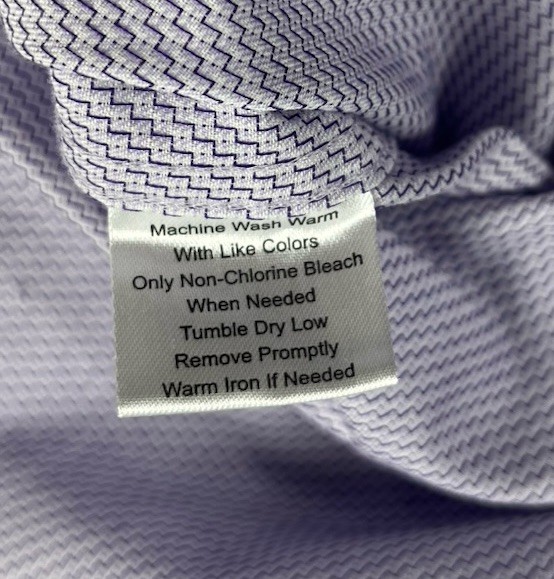 Machine Wash Warm
With Like Colors
Only Non-Chlorine Bleach
When Needed
Tumble Dry Low
Remove Promptly
Warm Iron If Needed